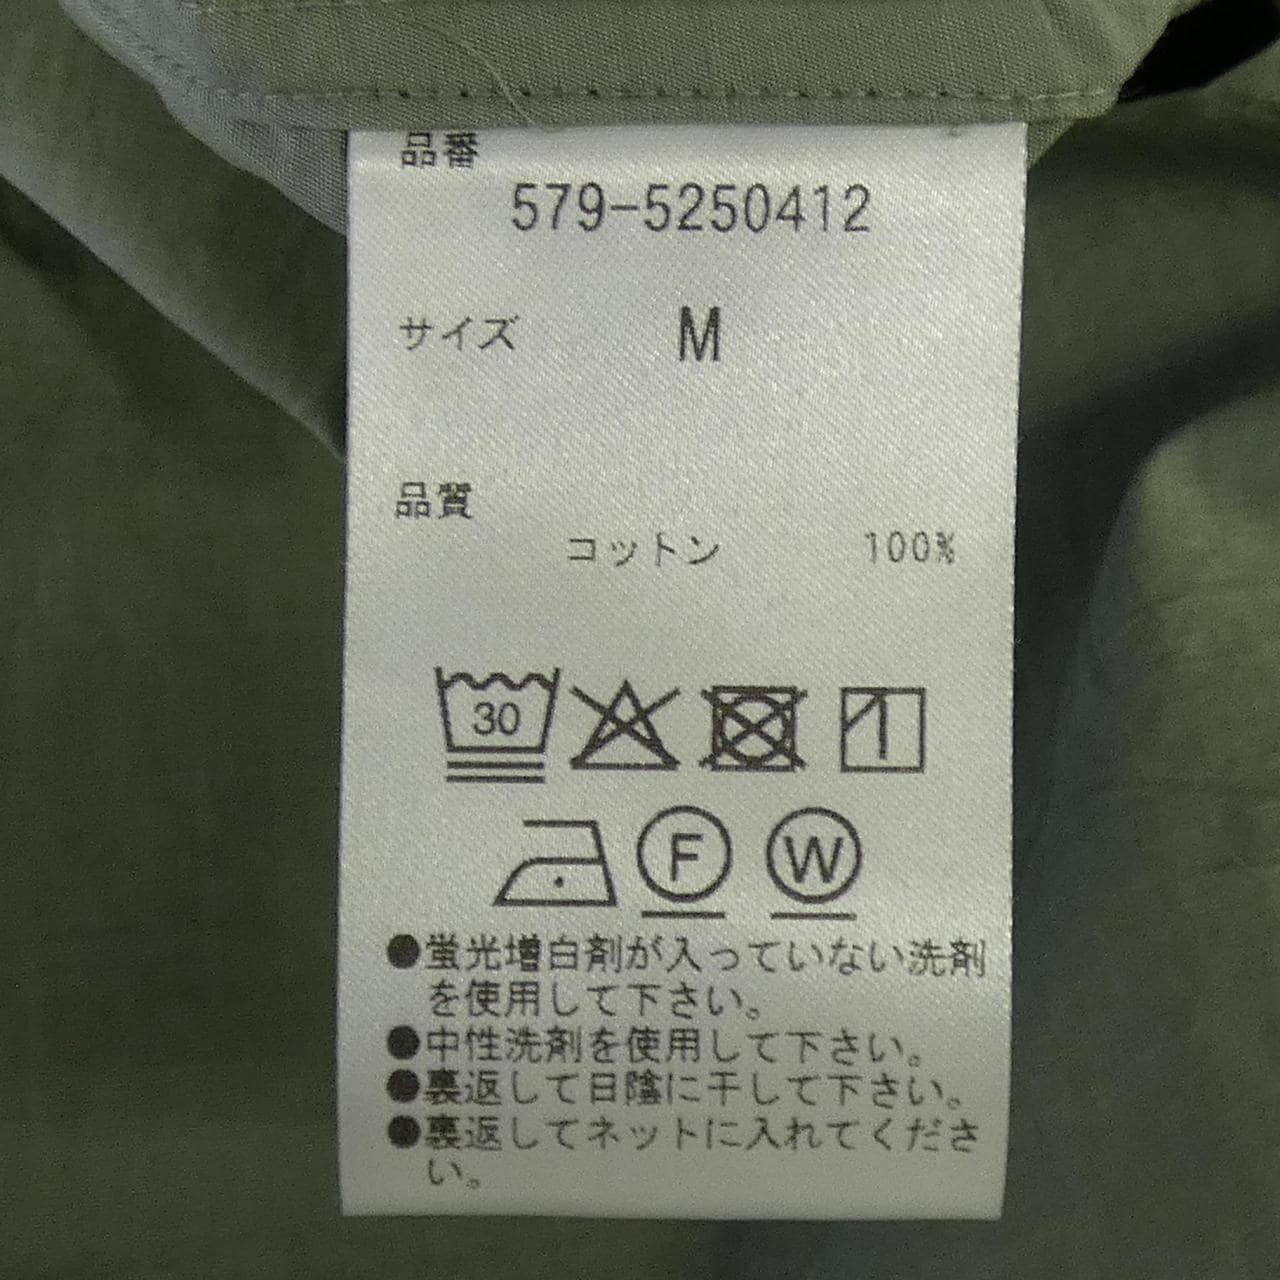 品番
579-5250412
サイズ M
品質
コットン 100%
30
F W
●蛍光増白剤が入っていない洗剤
を使用して下さい。
●中性洗剤を使用して下さい。
●裏返して日陰に干して下さい。
●裏返してネットに入れてくださ
い。